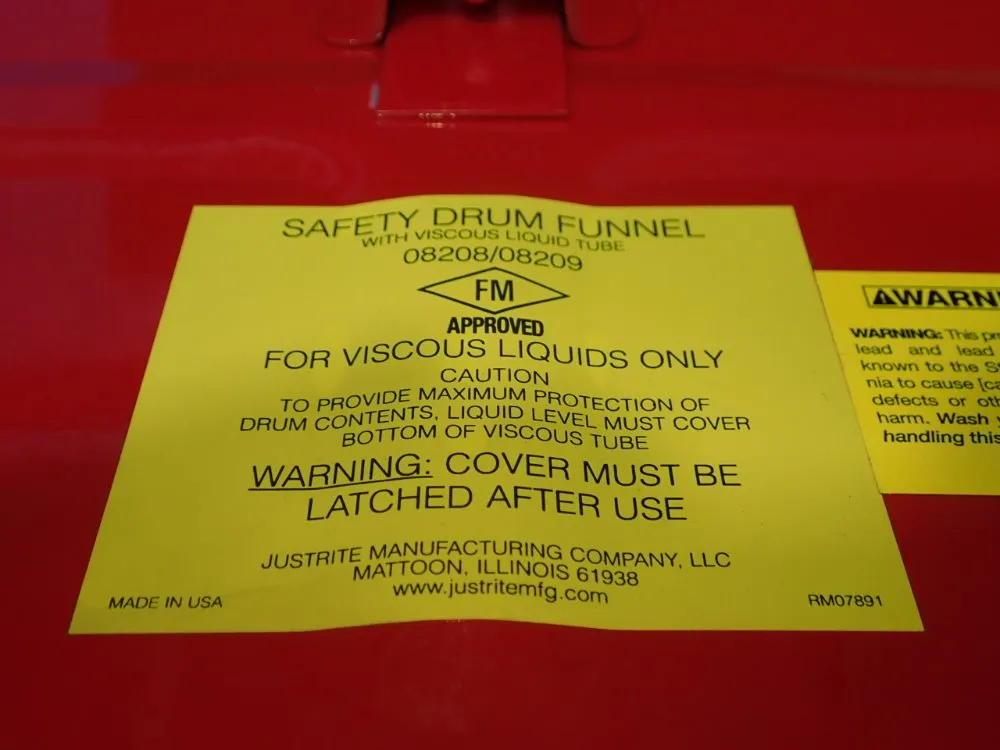 SAFETY DRUM FUNNEL
WITH VISCOUS LIQUID TUBE
08208/08209
FM
APPROVED
FOR VISCOUS LIQUIDS ONLY
CAUTION
TO PROVIDE MAXIMUM PROTECTION OF
DRUM CONTENTS, LIQUID LEVEL MUST COVER
BOTTOM OF VISCOUS TUBE
WARNING: COVER MUST BE
LATCHED AFTER USE
JUSTRITE MANUFACTURING COMPANY, LLC
MATTOON, ILLINOIS 61938
www.justritemfg.com
MADE IN USA
RM07891
WARN
WARNING: This
lead and lead
known to the
nia to cause
defects or
harm. Wash
handling this